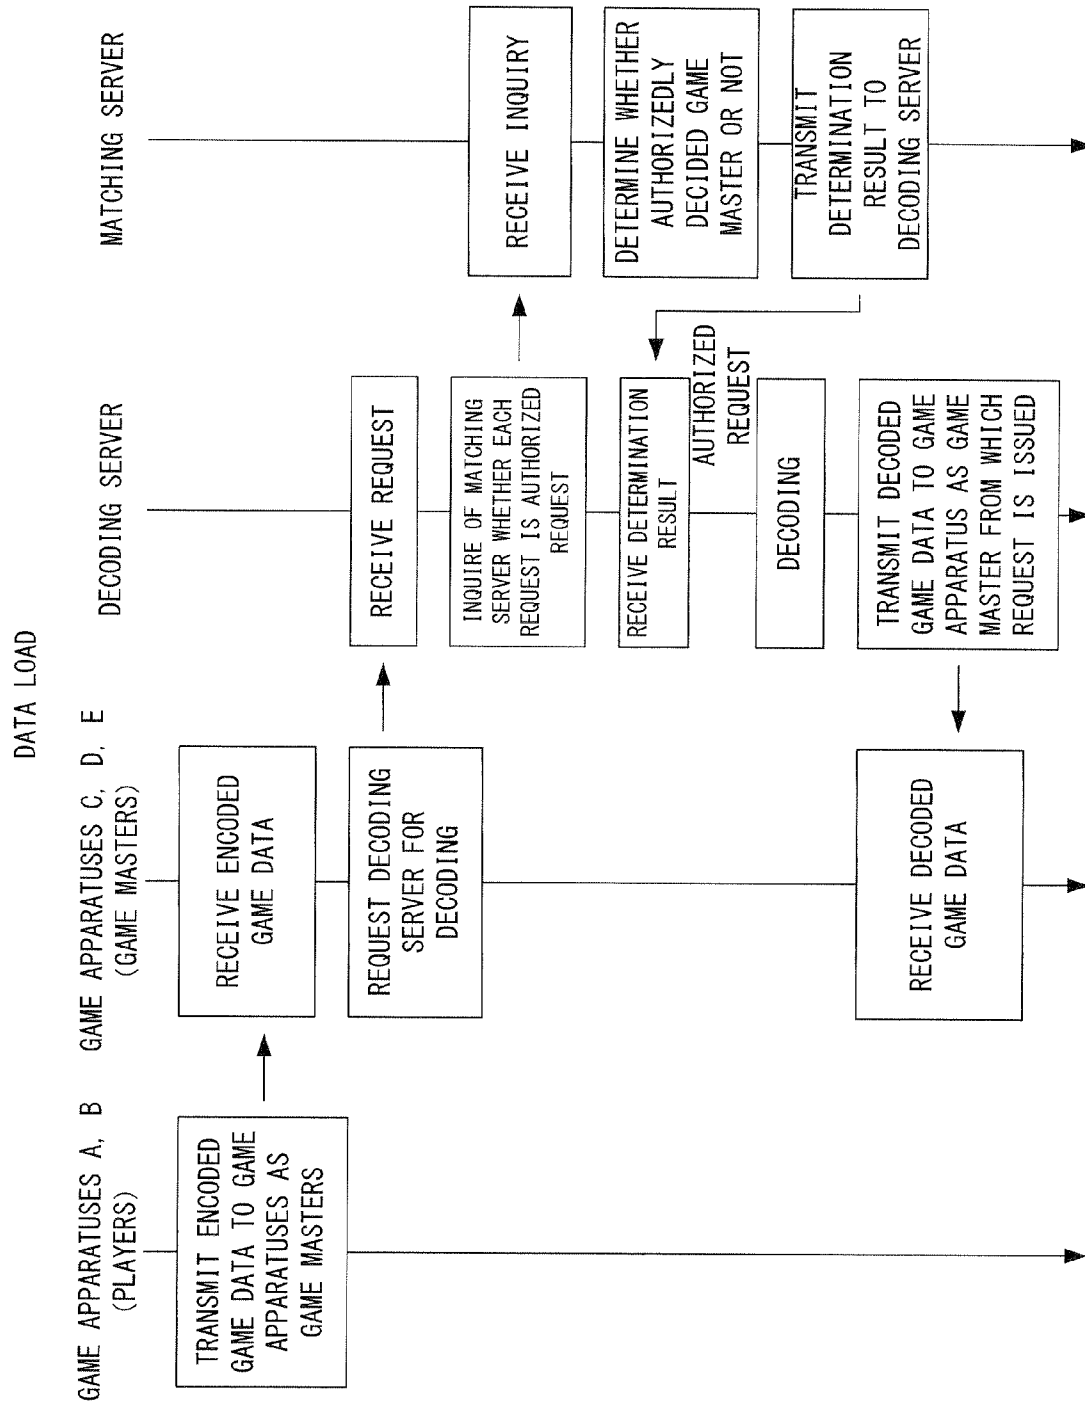 DATA LOAD
GAME APPARATUSES A, B
(PLAYERS)
TRANSMIT ENCODED
GAME DATA TO GAME
APPARATUSES AS
GAME MASTERS
GAME APPARATUSES C, D, E
(GAME MASTERS)
RECEIVE ENCODED
GAME DATA
REQUEST DECODING
SERVER FOR
DECODING
RECEIVE DECODED
GAME DATA
DECODING SERVER
RECEIVE REQUEST
INQUIRE OF MATCHING
SERVER WHETHER EACH
REQUEST IS AUTHORIZED
REQUEST
RECEIVE DETERMINATION
RESULT
AUTHORIZED
REQUEST
DECODING
TRANSMIT DECODED
GAME DATA TO GAME
APPARATUS AS GAME
MASTER FROM WHICH
REQUEST IS ISSUED
MATCHING SERVER
RECEIVE INQUIRY
DETERMINE WHETHER
AUTHORIZEDLY
DECIDED GAME
MASTER OR NOT
TRANSMIT
DETERMINATION
RESULT TO
DECODING SERVER